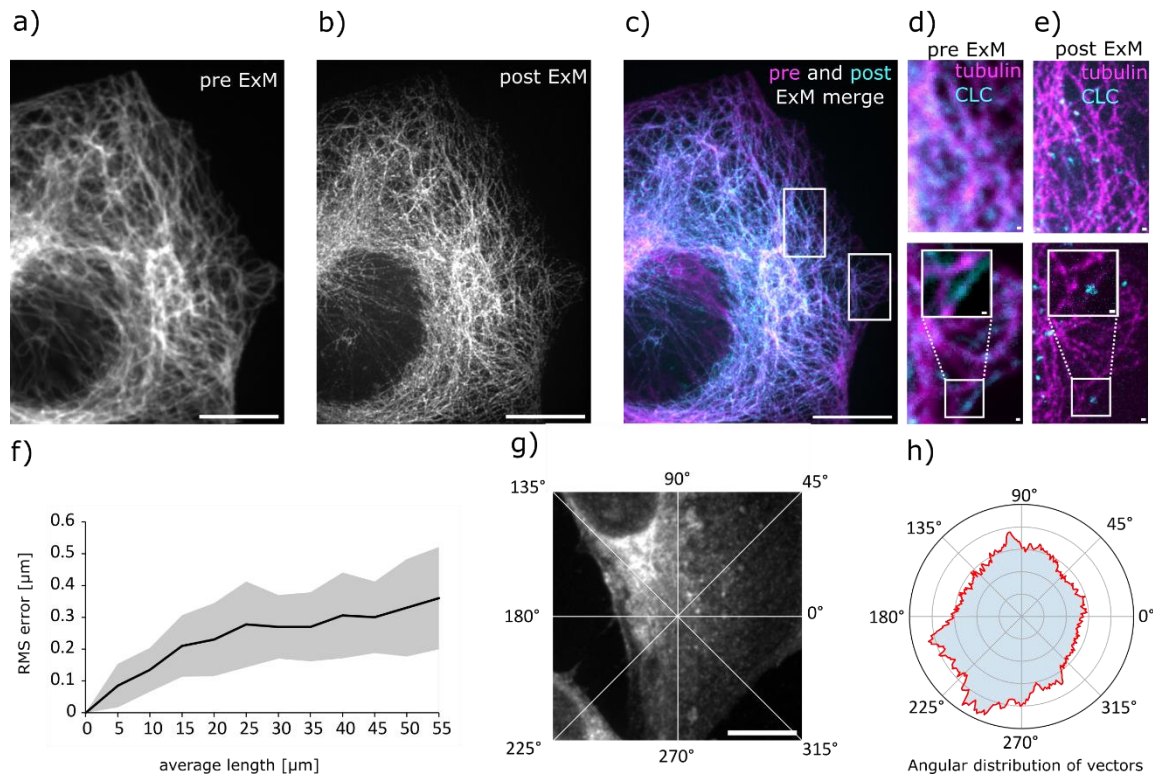 a)
pre ExM
b)
post ExM
c)
pre and post
ExM merge
d)
pre ExM
tubulin
CLC
e)
post ExM
tubulin
CLC
f)
RMS error [µm]
0.6
0.5
0.4
0.3
0.2
0.1
0
0 5 10 15 20 25 30 35 40 45 50 55
average length [µm]
g)
135°
90°
45°
180°
0°
225°
270°
315°
h)
90°
135°
45°
180°
0°
225°
315°
270°
Angular distribution of vectors